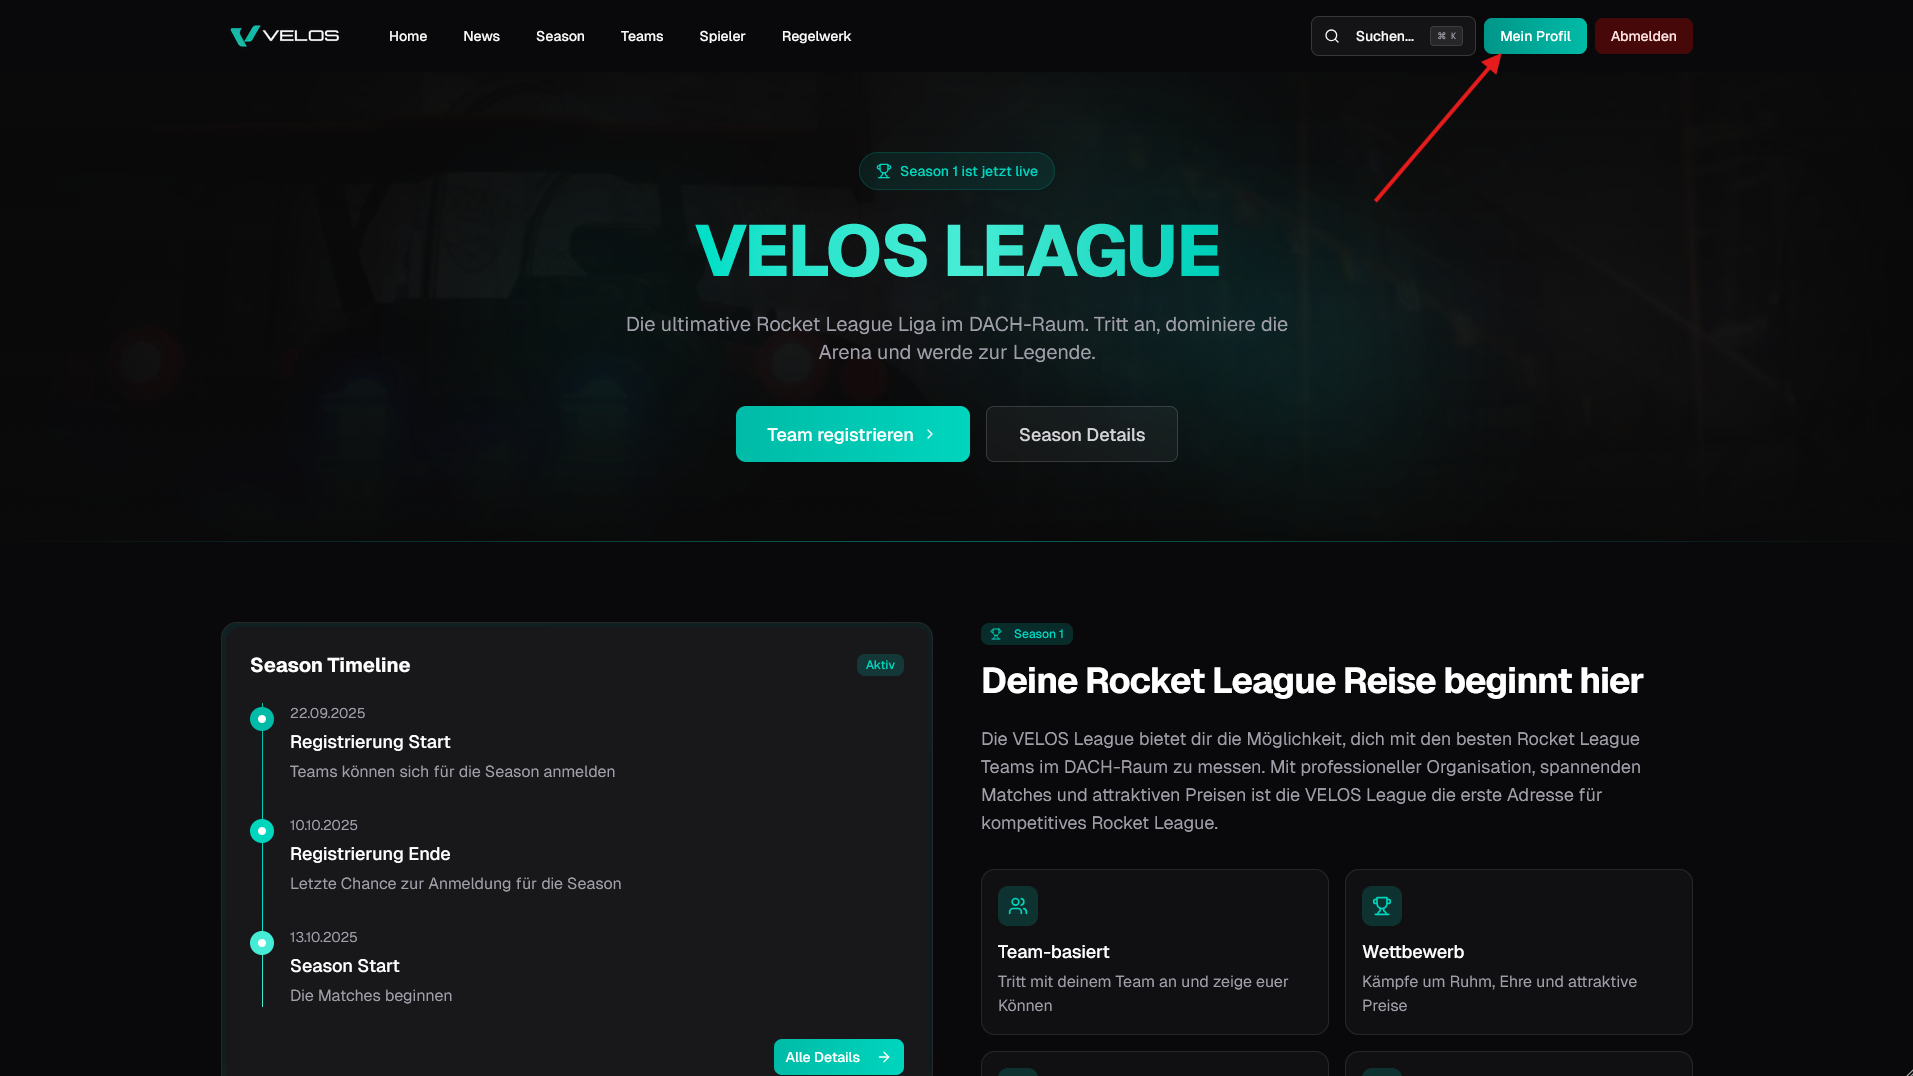 VELOS
Home
News
Season
Teams
Spieler
Regelwerk
Suchen...
⌘ K
Mein Profil
Abmelden
Season 1 ist jetzt live
VELOS LEAGUE
Die ultimative Rocket League Liga im DACH-Raum. Tritt an, dominiere die
Arena und werde zur Legende.
Team registrieren
Season Details
Season Timeline
Aktiv
22.09.2025
Registrierung Start
Teams können sich für die Season anmelden
10.10.2025
Registrierung Ende
Letzte Chance zur Anmeldung für die Season
13.10.2025
Season Start
Die Matches beginnen
Alle Details
Season 1
Deine Rocket League Reise beginnt hier
Die VELOS League bietet dir die Möglichkeit, dich mit den besten Rocket League
Teams im DACH-Raum zu messen. Mit professioneller Organisation, spannenden
Matches und attraktiven Preisen ist die VELOS League die erste Adresse für
kompetitives Rocket League.
Team-basiert
Tritt mit deinem Team an und zeige euer
Können
Wettbewerb
Kämpfe um Ruhm, Ehre und attraktive
Preise